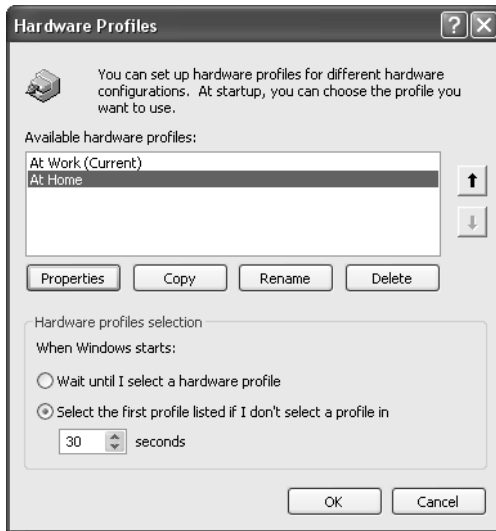 Hardware Profiles
You can set up hardware profiles for different hardware
configurations. At startup, you can choose the profile you
want to use.
Available hardware profiles:
At Work (Current)
At Home
Properties Copy Rename Delete
Hardware profiles selection
When Windows starts:
Wait until I select a hardware profile
Select the first profile listed if I don't select a profile in
30 seconds
OK Cancel